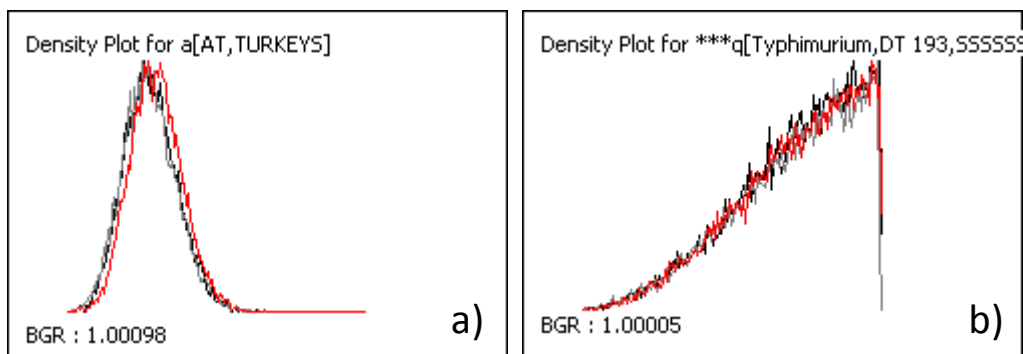 Density Plot for a[AT,TURKEYS]
BGR : 1.00098
a)
Density Plot for ***q[Typhimurium,DT 193,SSSSSS
BGR : 1.00005
b)